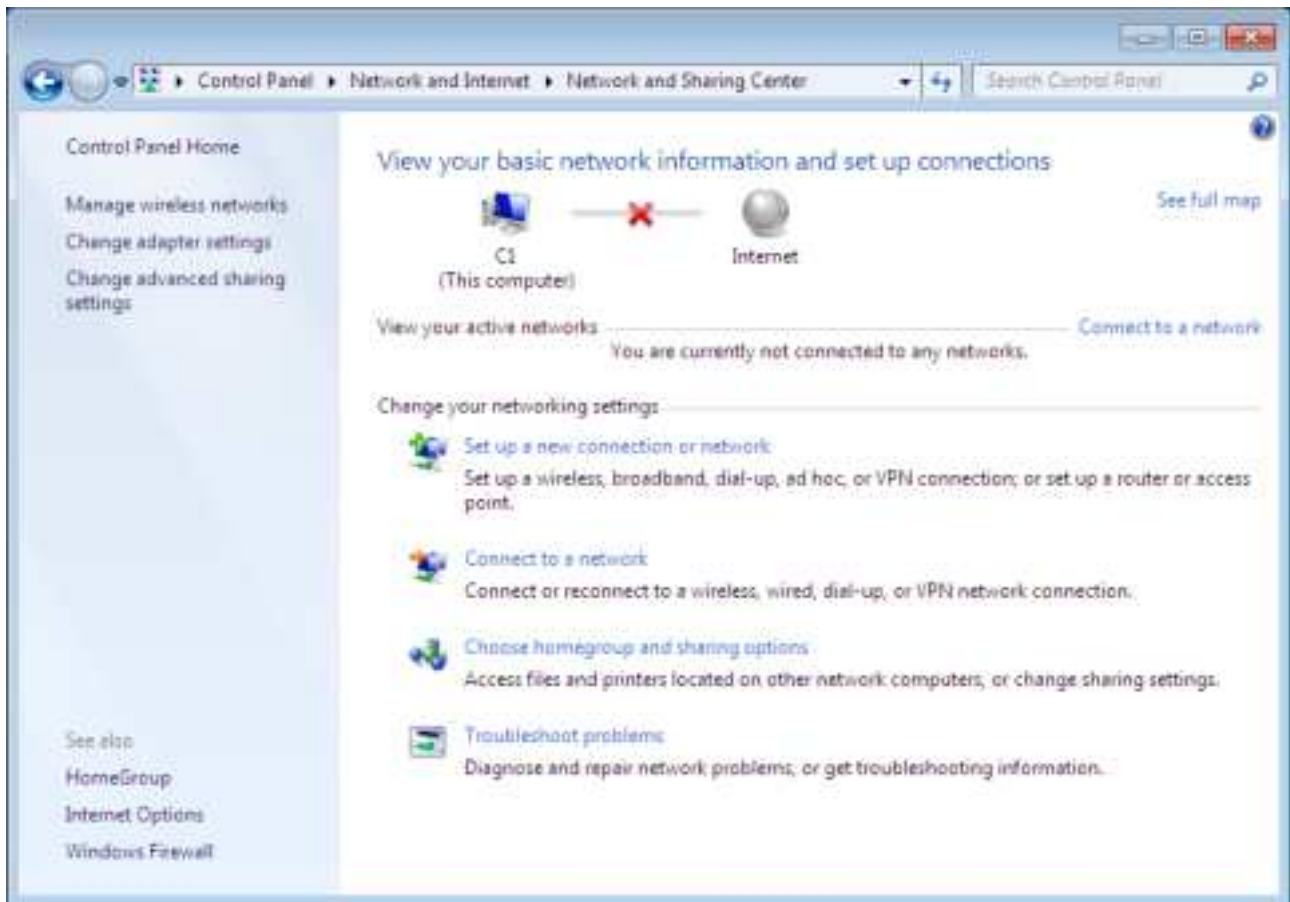 Control Panel ▸ Network and Internet ▸ Network and Sharing Center
Search Control Panel
Control Panel Home
Manage wireless networks
Change adapter settings
Change advanced sharing
settings
See also
HomeGroup
Internet Options
Windows Firewall
View your basic network information and set up connections
See full map
C1
(This computer)
Internet
View your active networks
Connect to a network
You are currently not connected to any networks.
Change your networking settings
Set up a new connection or network
Set up a wireless, broadband, dial-up, ad hoc, or VPN connection; or set up a router or access
point.
Connect to a network
Connect or reconnect to a wireless, wired, dial-up, or VPN network connection.
Choose homegroup and sharing options
Access files and printers located on other network computers, or change sharing settings.
Troubleshoot problems
Diagnose and repair network problems, or get troubleshooting information.